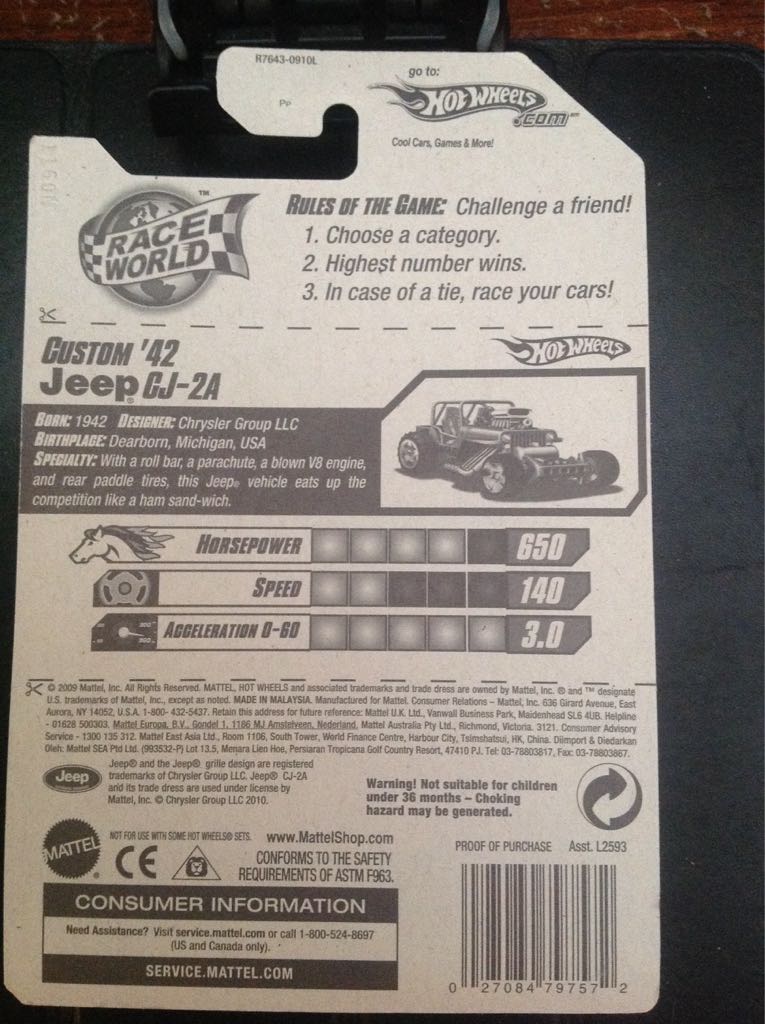 R7643-0910L
Pp
go to:
HOT WHEELS
.COM™
Cool Cars, Games & More!
RACE
WORLD
™
RULES OF THE GAME: Challenge a friend!
1. Choose a category.
2. Highest number wins.
3. In case of a tie, race your cars!
CUSTOM '42
Jeep® CJ-2A
HOT WHEELS
BORN: 1942 DESIGNER: Chrysler Group LLC
BIRTHPLACE: Dearborn, Michigan, USA
SPECIALTY: With a roll bar, a parachute, a blown V8 engine,
and rear paddle tires, this Jeep® vehicle eats up the
competition like a ham sand-wich.
HORSEPOWER 650
SPEED 140
ACCELERATION 0-60 3.0
© 2009 Mattel, Inc. All Rights Reserved. MATTEL, HOT WHEELS and associated trademarks and trade dress are owned by Mattel, Inc. ® and ™ designate
U.S. trademarks of Mattel, Inc., except as noted. MADE IN MALAYSIA. Manufactured for Mattel. Consumer Relations – Mattel, Inc. 636 Girard Avenue, East
Aurora, NY 14052, U.S.A. 1-800- 432-5437. Retain this address for future reference: Mattel U.K. Ltd., Vanwall Business Park, Maidenhead SL6 4UB. Helpline
- 01628 500303. Mattel Europa, B.V., Gondel 1, 1186 MJ Amstelveen, Nederland. Mattel Australia Pty Ltd., Richmond, Victoria. 3121. Consumer Advisory
Service - 1300 135 312. Mattel East Asia Ltd., Room 1106, South Tower, World Finance Centre, Harbour City, Tsimshatsui, HK, China. Diimport & Diedarkan
Oleh: Mattel SEA Ptd Ltd. (993532-P) Lot 13.5, Menara Lien Hoe, Persiaran Tropicana Golf Country Resort, 47410 PJ. Tel: 03-78803817, Fax: 03-78803867.
Jeep
Jeep® and the Jeep® grille design are registered
trademarks of Chrysler Group LLC. Jeep® CJ-2A
and its trade dress are used under license by
Mattel, Inc. © Chrysler Group LLC 2010.
Warning! Not suitable for children
under 36 months – Choking
hazard may be generated.
MATTEL
NOT FOR USE WITH SOME HOT WHEELS® SETS.
www.MattelShop.com
CE
CONFORMS TO THE SAFETY
REQUIREMENTS OF ASTM F963.
PROOF OF PURCHASE Asst. L2593
CONSUMER INFORMATION
Need Assistance? Visit service.mattel.com or call 1-800-524-8697
(US and Canada only).
SERVICE.MATTEL.COM
0 27084 79757 2